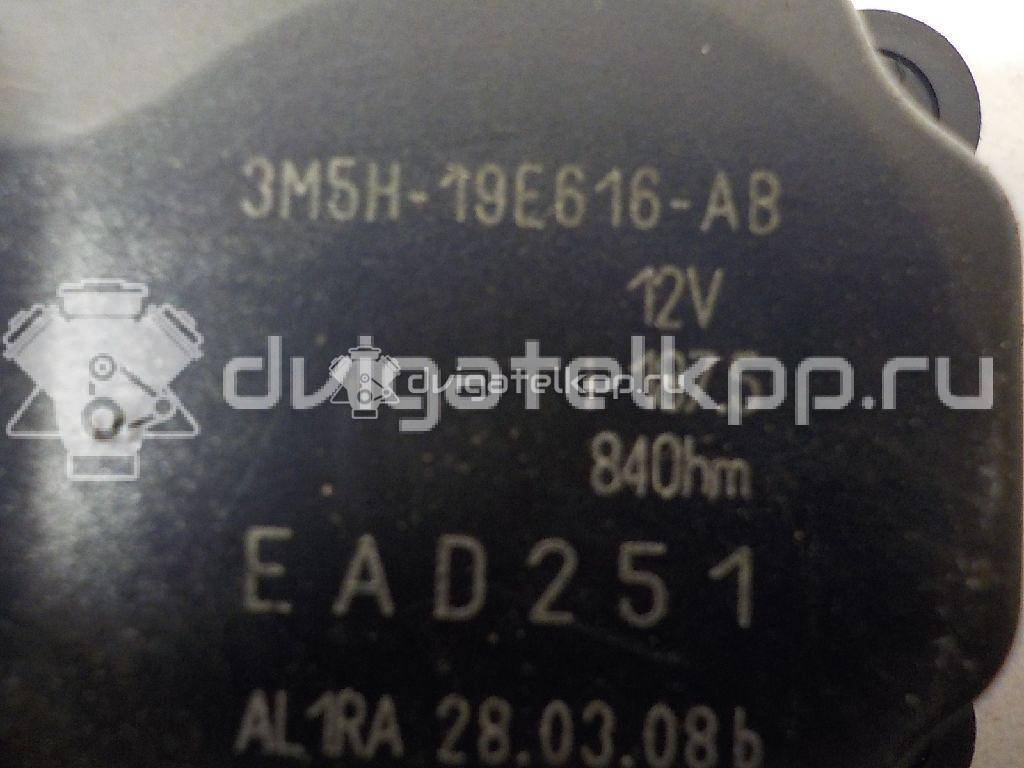 3M5H-19E616-AB
12V
dvigatelkpp.ru
dvigatelkpp.ru
840hm
EAD251
AL1RA 28.03.08b